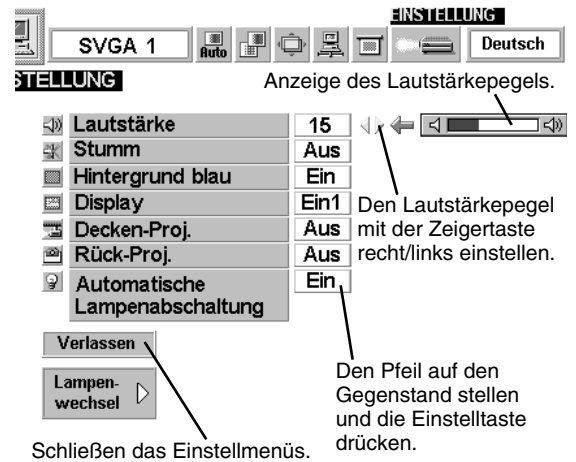 EINSTELLUNG
SVGA 1
Auto
Deutsch
STELLUNG
Anzeige des Lautstärkepegels.
Lautstärke 15
Stumm Aus
Hintergrund blau Ein
Display Ein1
Decken-Proj. Aus
Rück-Proj. Aus
Automatische Ein
Lampenabschaltung
Den Lautstärkepegel
mit der Zeigertaste
recht/links einstellen.
Verlassen
Lampen-
wechsel
Den Pfeil auf den
Gegenstand stellen
und die Einstelltaste
drücken.
Schließen das Einstellmenüs.